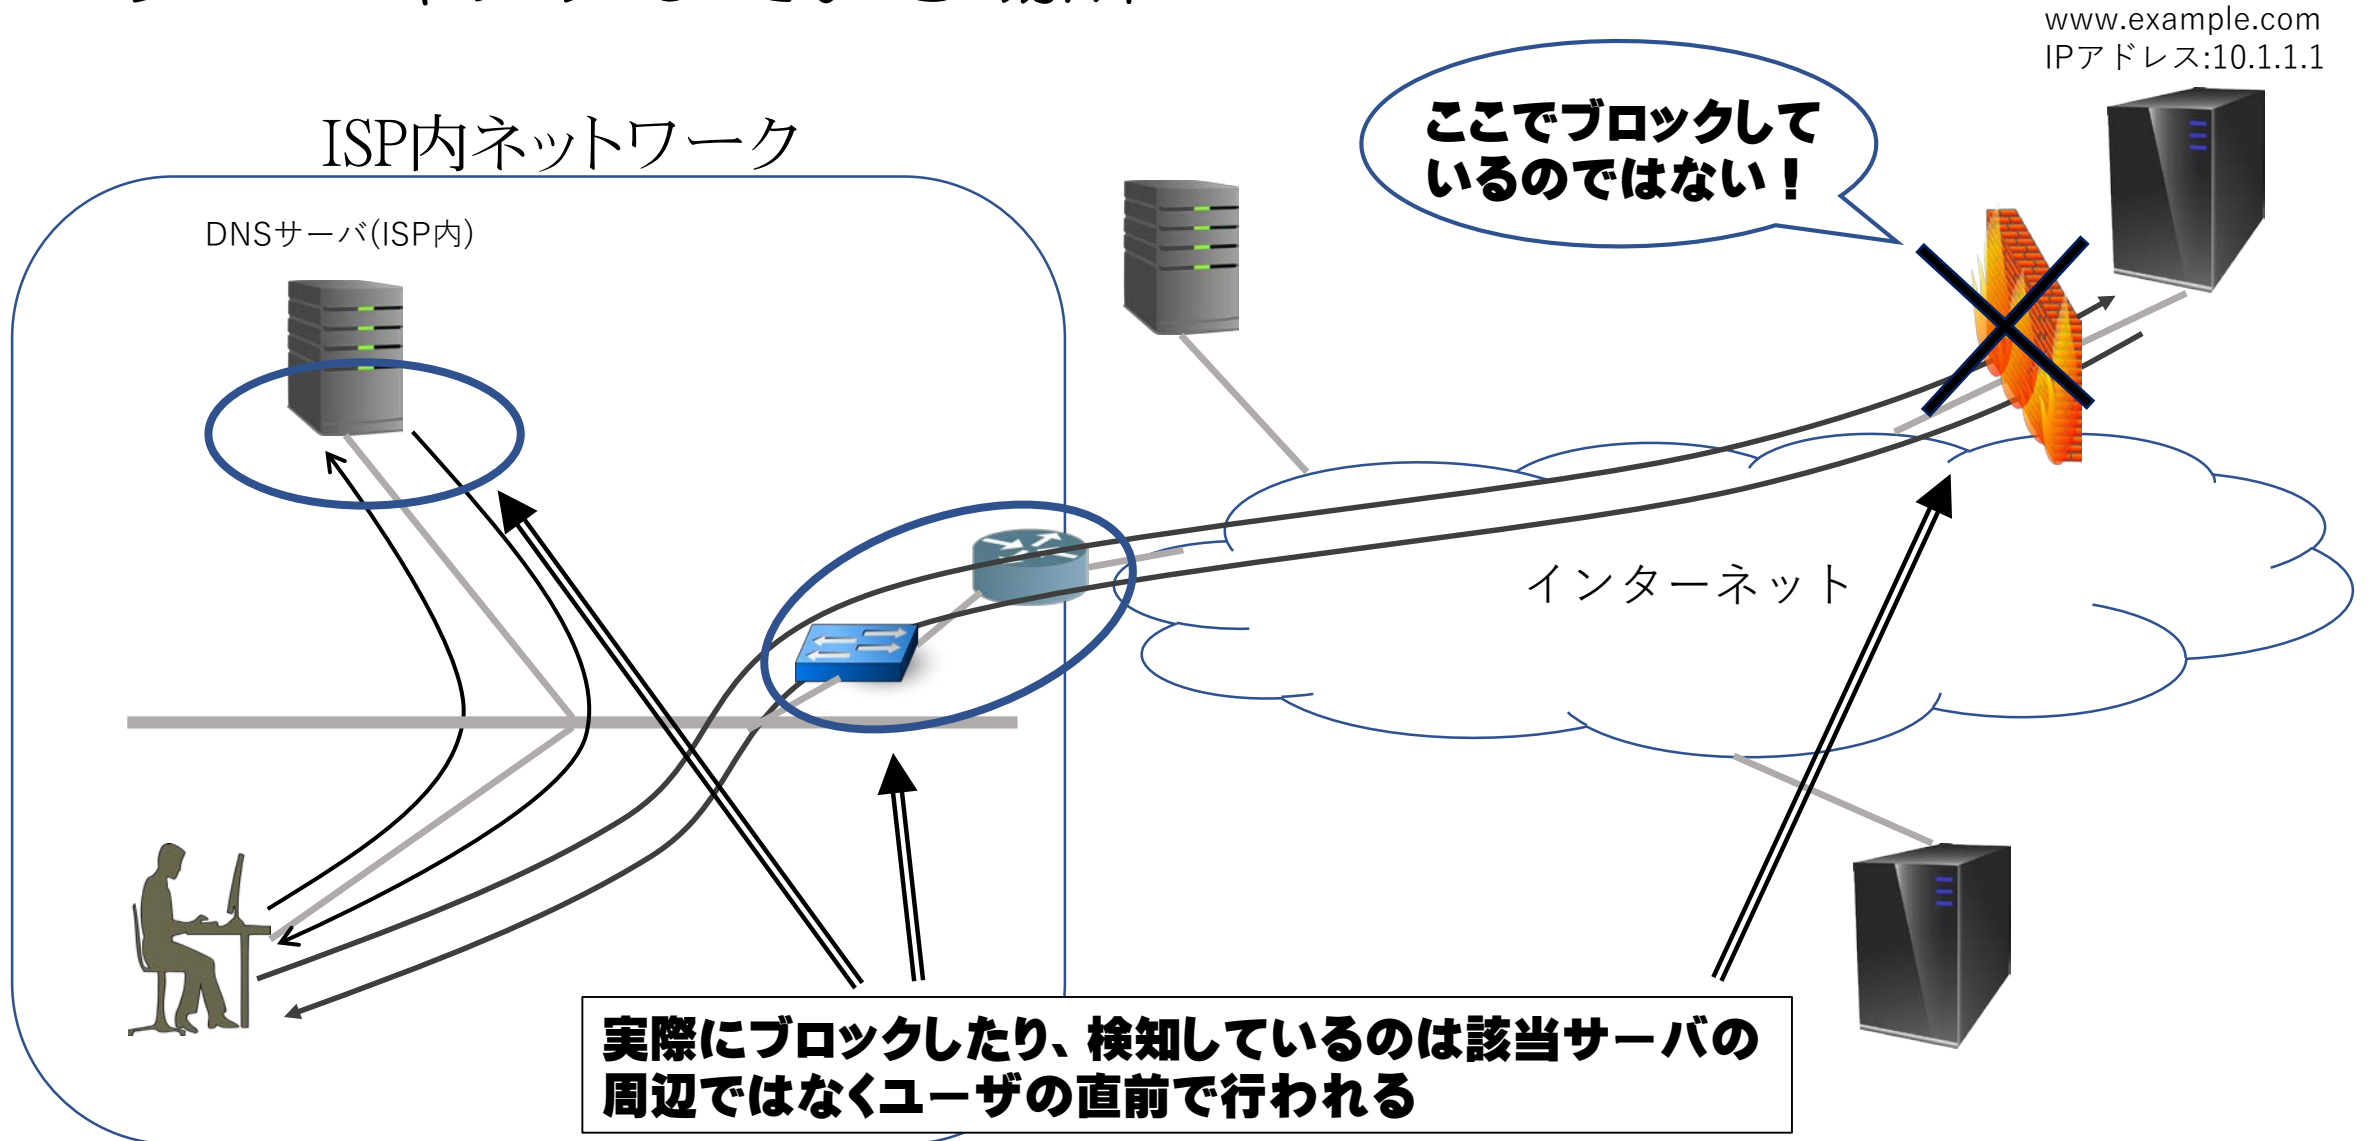 www.example.com
IPアドレス:10.1.1.1
ここでブロックして
いるのではない！
ISP内ネットワーク
DNSサーバ(ISP内)
インターネット
実際にブロックしたり、検知しているのは該当サーバの
周辺ではなくユーザの直前で行われる